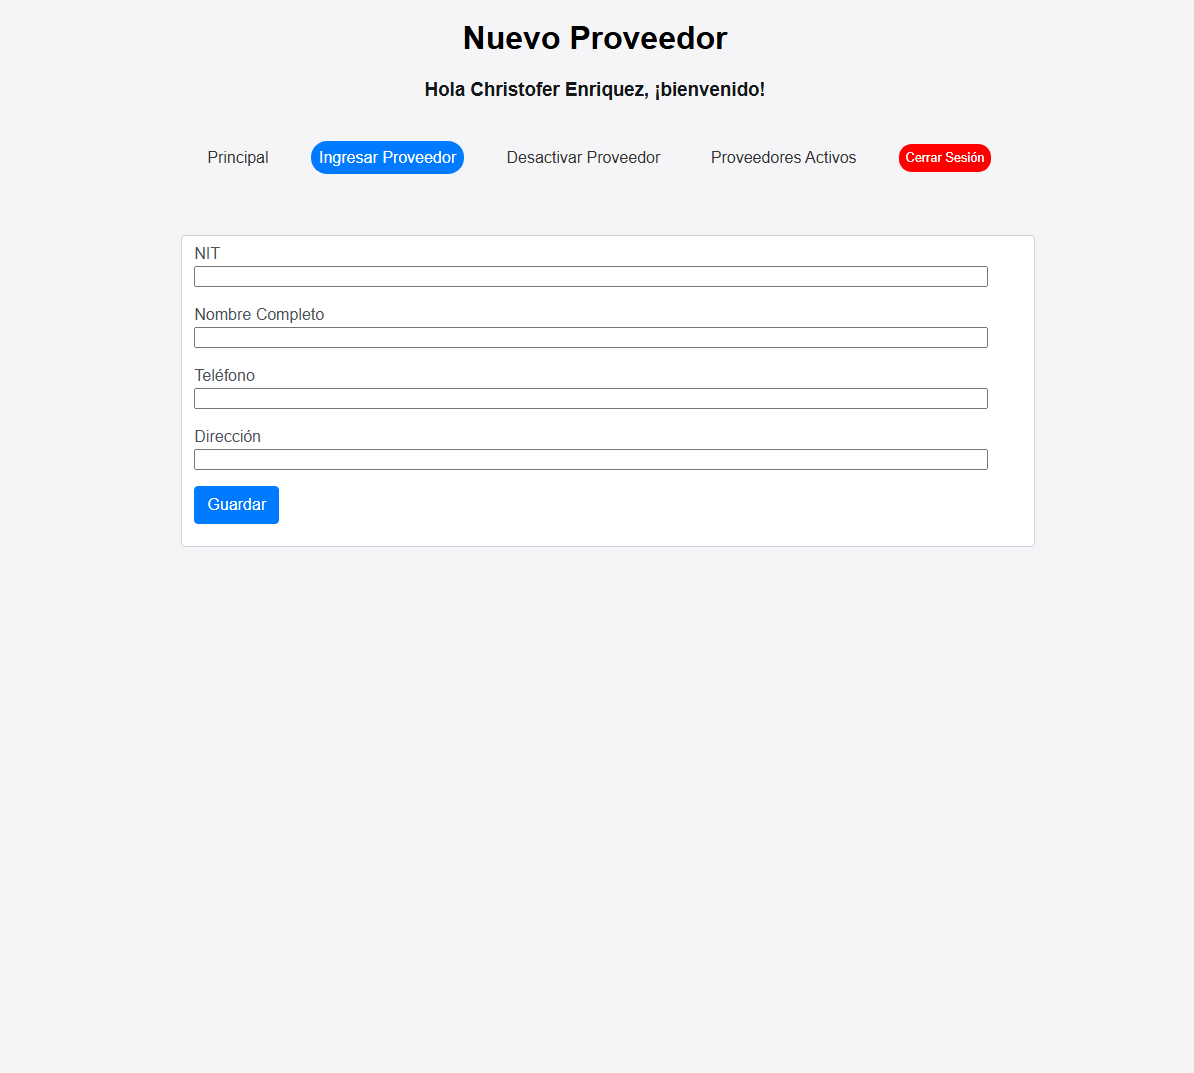 Nuevo Proveedor
Hola Christofer Enriquez, ¡bienvenido!
Principal Ingresar Proveedor Desactivar Proveedor Proveedores Activos Cerrar Sesión
NIT
Nombre Completo
Teléfono
Dirección
Guardar